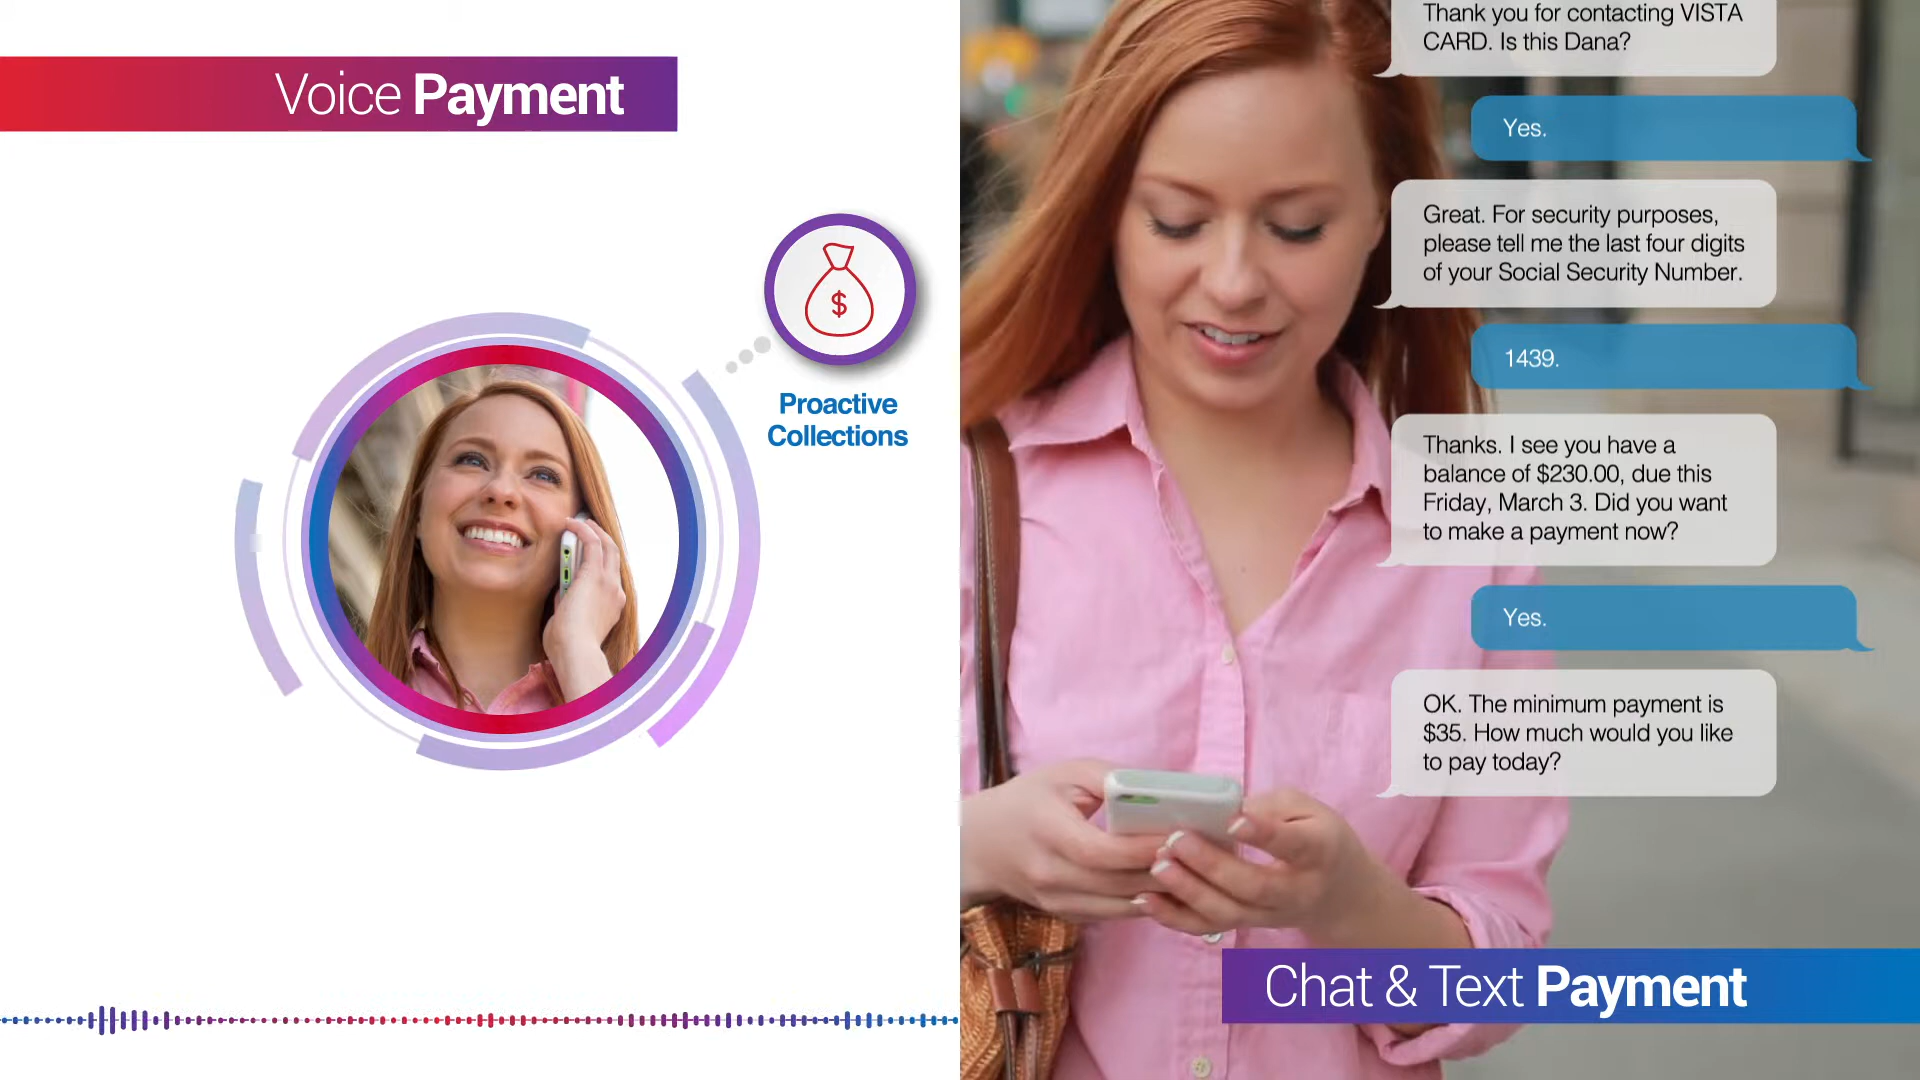 Voice Payment
$
Proactive
Collections
Thank you for contacting VISTA
CARD. Is this Dana?
Yes.
Great. For security purposes,
please tell me the last four digits
of your Social Security Number.
1439.
Thanks. I see you have a
balance of $230.00, due this
Friday, March 3. Did you want
to make a payment now?
Yes.
OK. The minimum payment is
$35. How much would you like
to pay today?
Chat & Text Payment